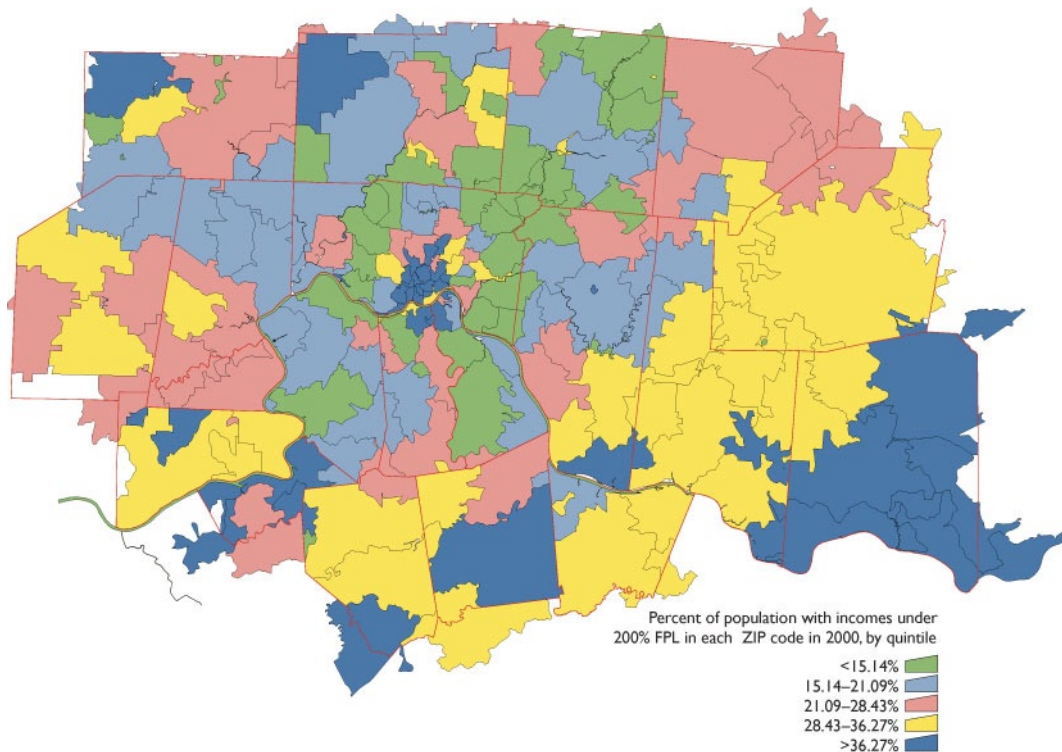 Percent of population with incomes under
200% FPL in each ZIP code in 2000, by quintile
<15.14%
15.14–21.09%
21.09–28.43%
28.43–36.27%
>36.27%